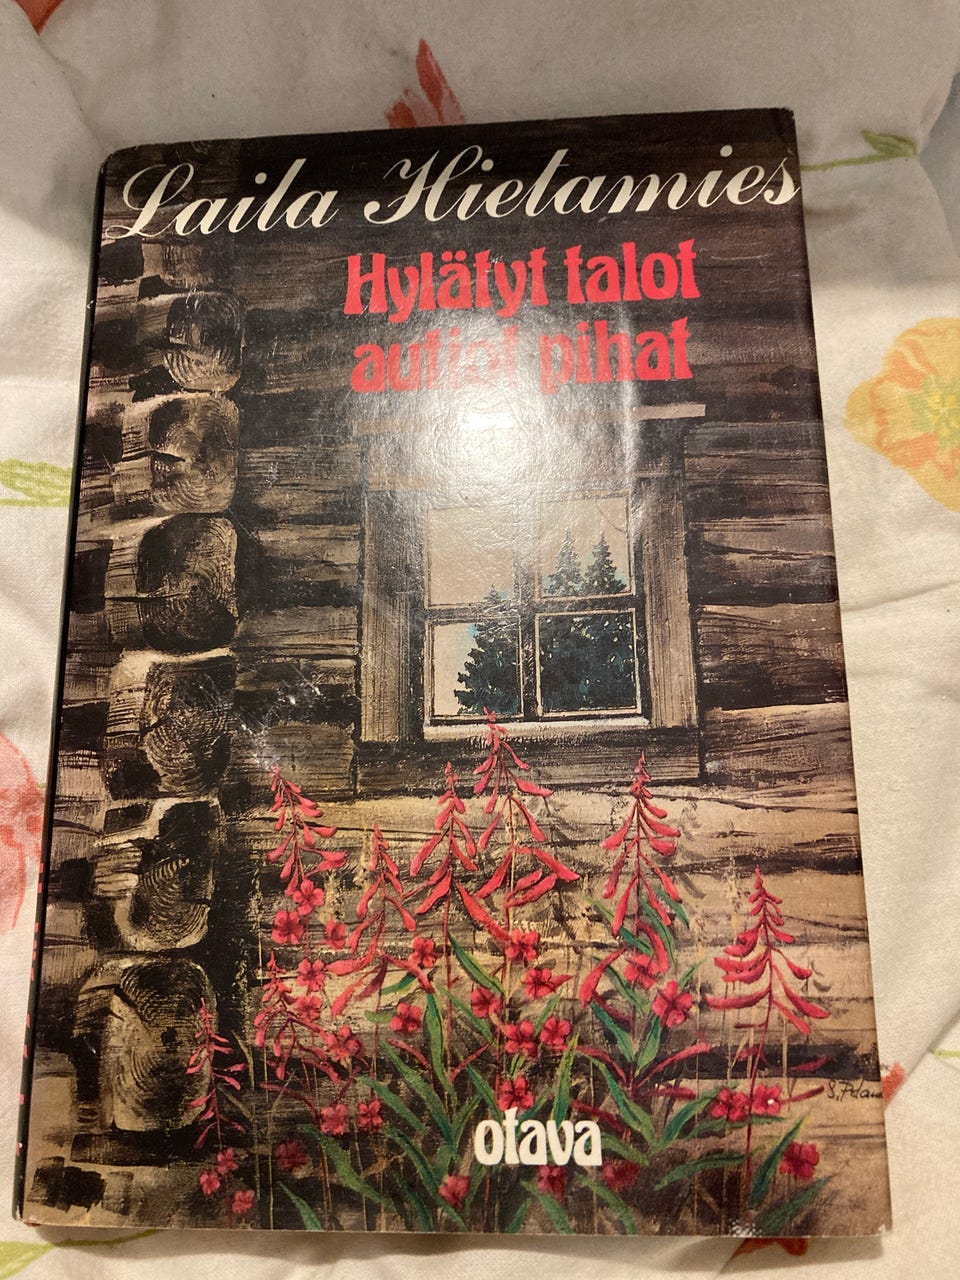 Laila Hietamies
Hylätyt talot
autiot pihat
otava